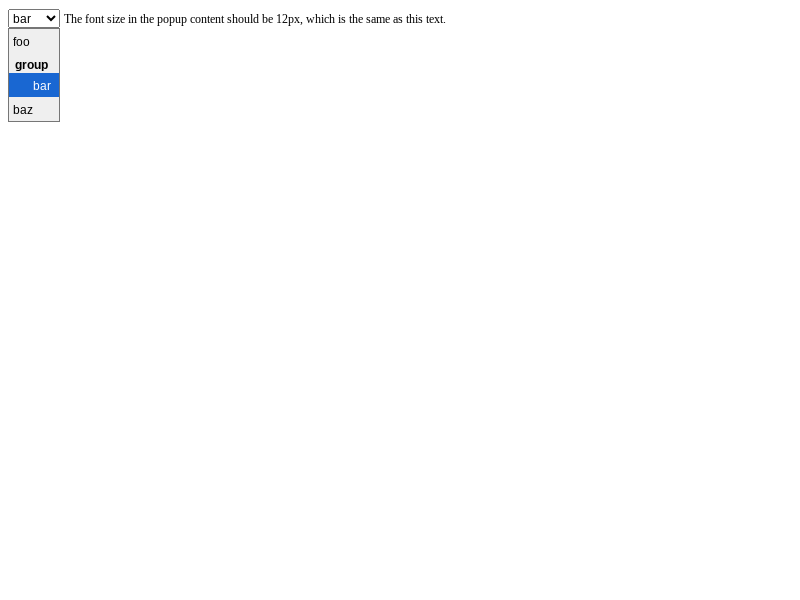 bar The font size in the popup content should be 12px, which is the same as this text.
foo
group
bar
baz